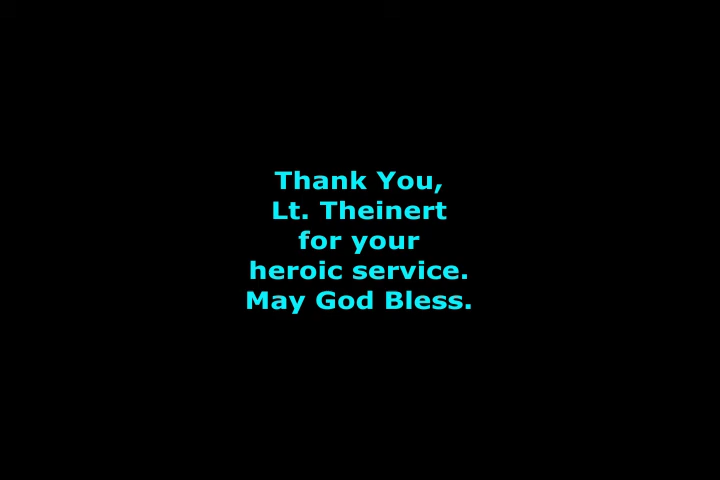 Thank You,
Lt. Theinert
for your
heroic service.
May God Bless.